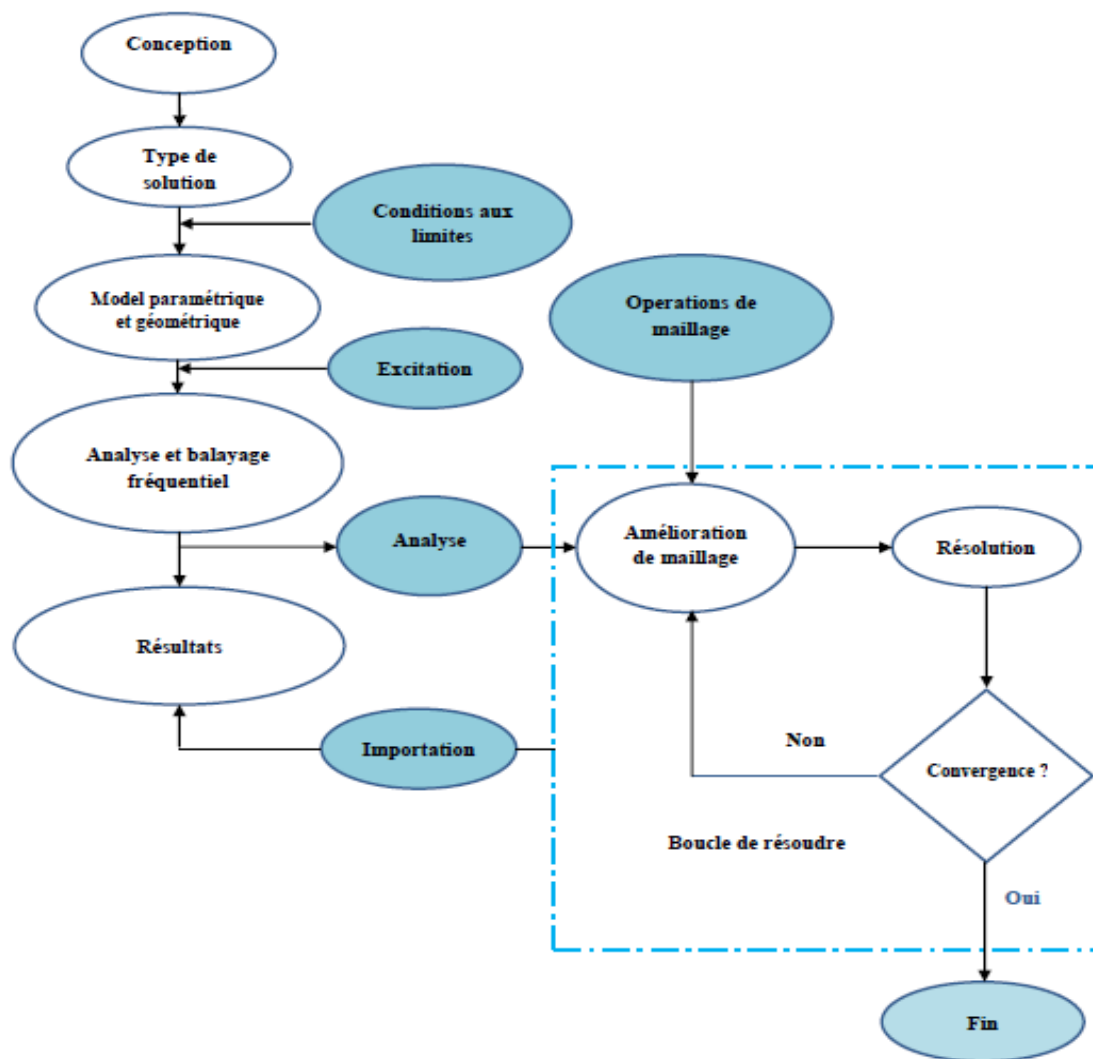 Conception
Type de
solution
Conditions aux
limites
Model paramétrique
et géométrique
Operations de
maillage
Excitation
Analyse et balayage
fréquentiel
Analyse
Amélioration
de maillage
Résolution
Résultats
Importation
Non
Convergence ?
Boucle de résoudre
Oui
Fin